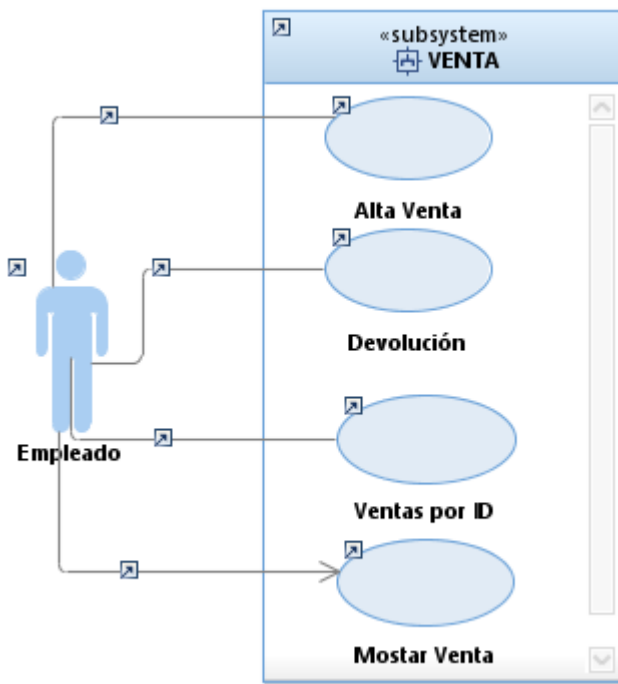 «subsystem»
VENTA
Alta Venta
Devolución
Empleado
Ventas por ID
Mostar Venta